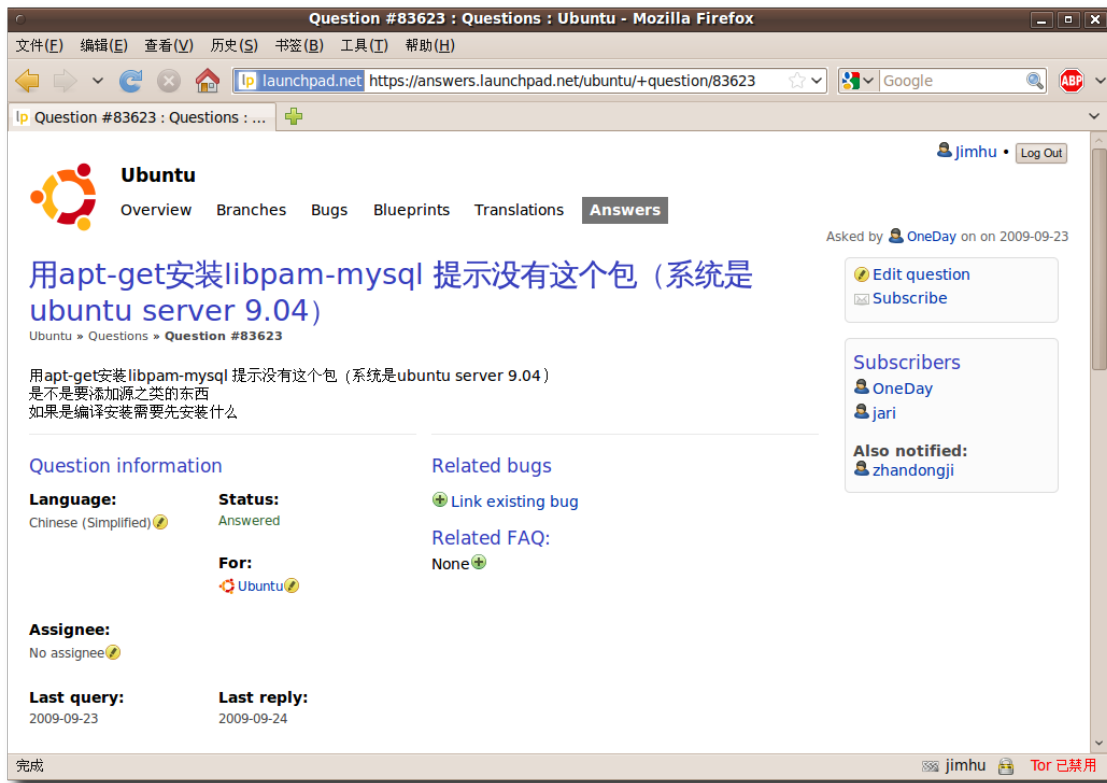 Question #83623 : Questions : Ubuntu - Mozilla Firefox
文件(F) 编辑(E) 查看(V) 历史(S) 书签(B) 工具(T) 帮助(H)
lp launchpad.net https://answers.launchpad.net/ubuntu/+question/83623 Google ABP
lp Question #83623 : Questions : ...
Jimhu • Log Out
Ubuntu
Overview Branches Bugs Blueprints Translations Answers
Asked by OneDay on on 2009-09-23
用apt-get安装libpam-mysql 提示没有这个包（系统是
ubuntu server 9.04）
Edit question
Subscribe
Ubuntu » Questions » Question #83623
用apt-get安装libpam-mysql 提示没有这个包（系统是ubuntu server 9.04）
是不是要添加源之类的东西
如果是编译安装需要先安装什么
Subscribers
OneDay
jari
Also notified:
zhandongji
Question information
Language:
Chinese (Simplified)
Status:
Answered
For:
Ubuntu
Assignee:
No assignee
Last query:
2009-09-23
Last reply:
2009-09-24
Related bugs
Link existing bug
Related FAQ:
None
完成 jimhu Tor 已禁用